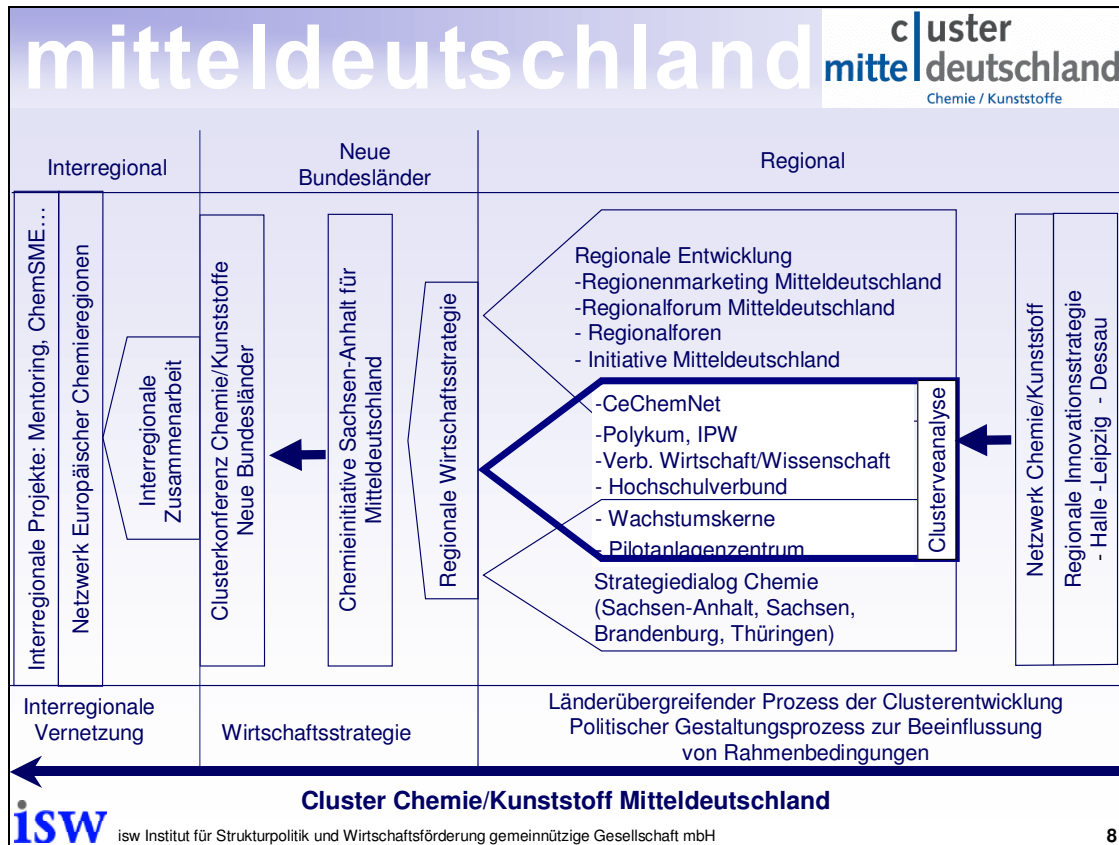 mitteldeutschland
cluster
mitteldeutschland
Chemie / Kunststoffe
Interregional
Neue
Bundesländer
Regional
Interregionale Projekte: Mentoring, ChemSME…
Netzwerk Europäischer Chemieregionen
Interregionale
Zusammenarbeit
Clusterkonferenz Chemie/Kunststoffe
Neue Bundesländer
Chemieinitiative Sachsen-Anhalt für
Mitteldeutschland
Regionale Wirtschaftsstrategie
Regionale Entwicklung
-Regionenmarketing Mitteldeutschland
-Regionalforum Mitteldeutschland
- Regionalforen
- Initiative Mitteldeutschland
-CeChemNet
-Polykum, IPW
-Verb. Wirtschaft/Wissenschaft
- Hochschulverbund
- Wachstumskerne
- Pilotanlagenzentrum
Strategiedialog Chemie
(Sachsen-Anhalt, Sachsen,
Brandenburg, Thüringen)
Clusterveanalyse
Netzwerk Chemie/Kunststoff
Regionale Innovationsstrategie
- Halle -Leipzig - Dessau
Interregionale
Vernetzung
Wirtschaftsstrategie
Länderübergreifender Prozess der Clusterentwicklung
Politischer Gestaltungsprozess zur Beeinflussung
von Rahmenbedingungen
Cluster Chemie/Kunststoff Mitteldeutschland
isw
isw Institut für Strukturpolitik und Wirtschaftsförderung gemeinnützige Gesellschaft mbH
8